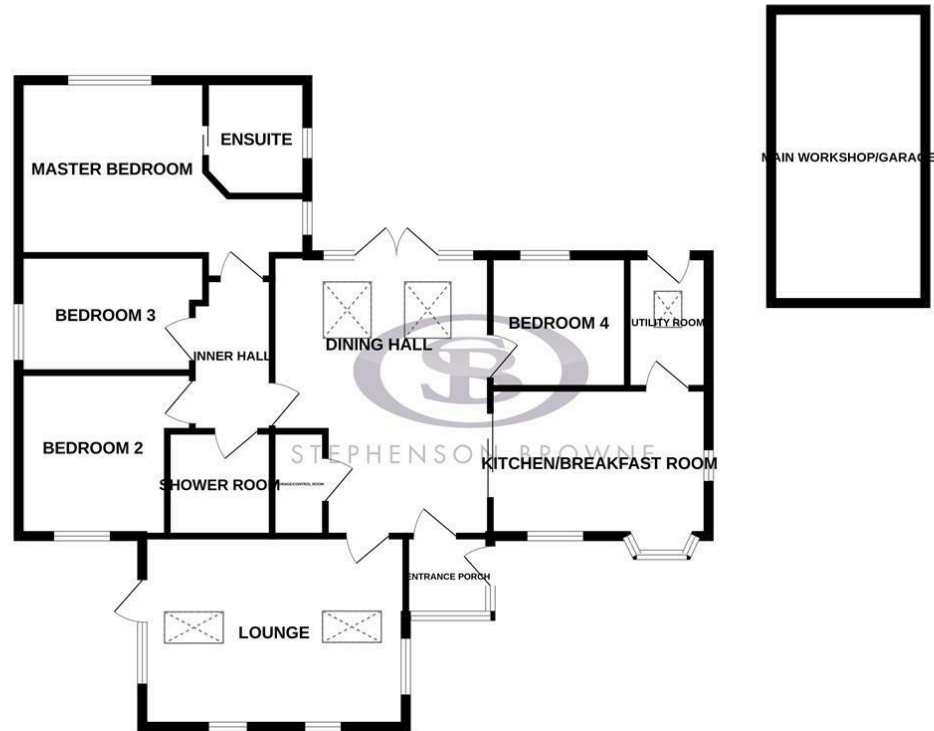 MAIN WORKSHOP/GARAGE
ENSUITE
MASTER BEDROOM
BEDROOM 3
BEDROOM 4
UTILITY ROOM
DINING HALL
INNER HALL
SB
STEPHENSON BROWNE
BEDROOM 2
KITCHEN/BREAKFAST ROOM
SHOWER ROOM
ENTRANCE PORCH
LOUNGE